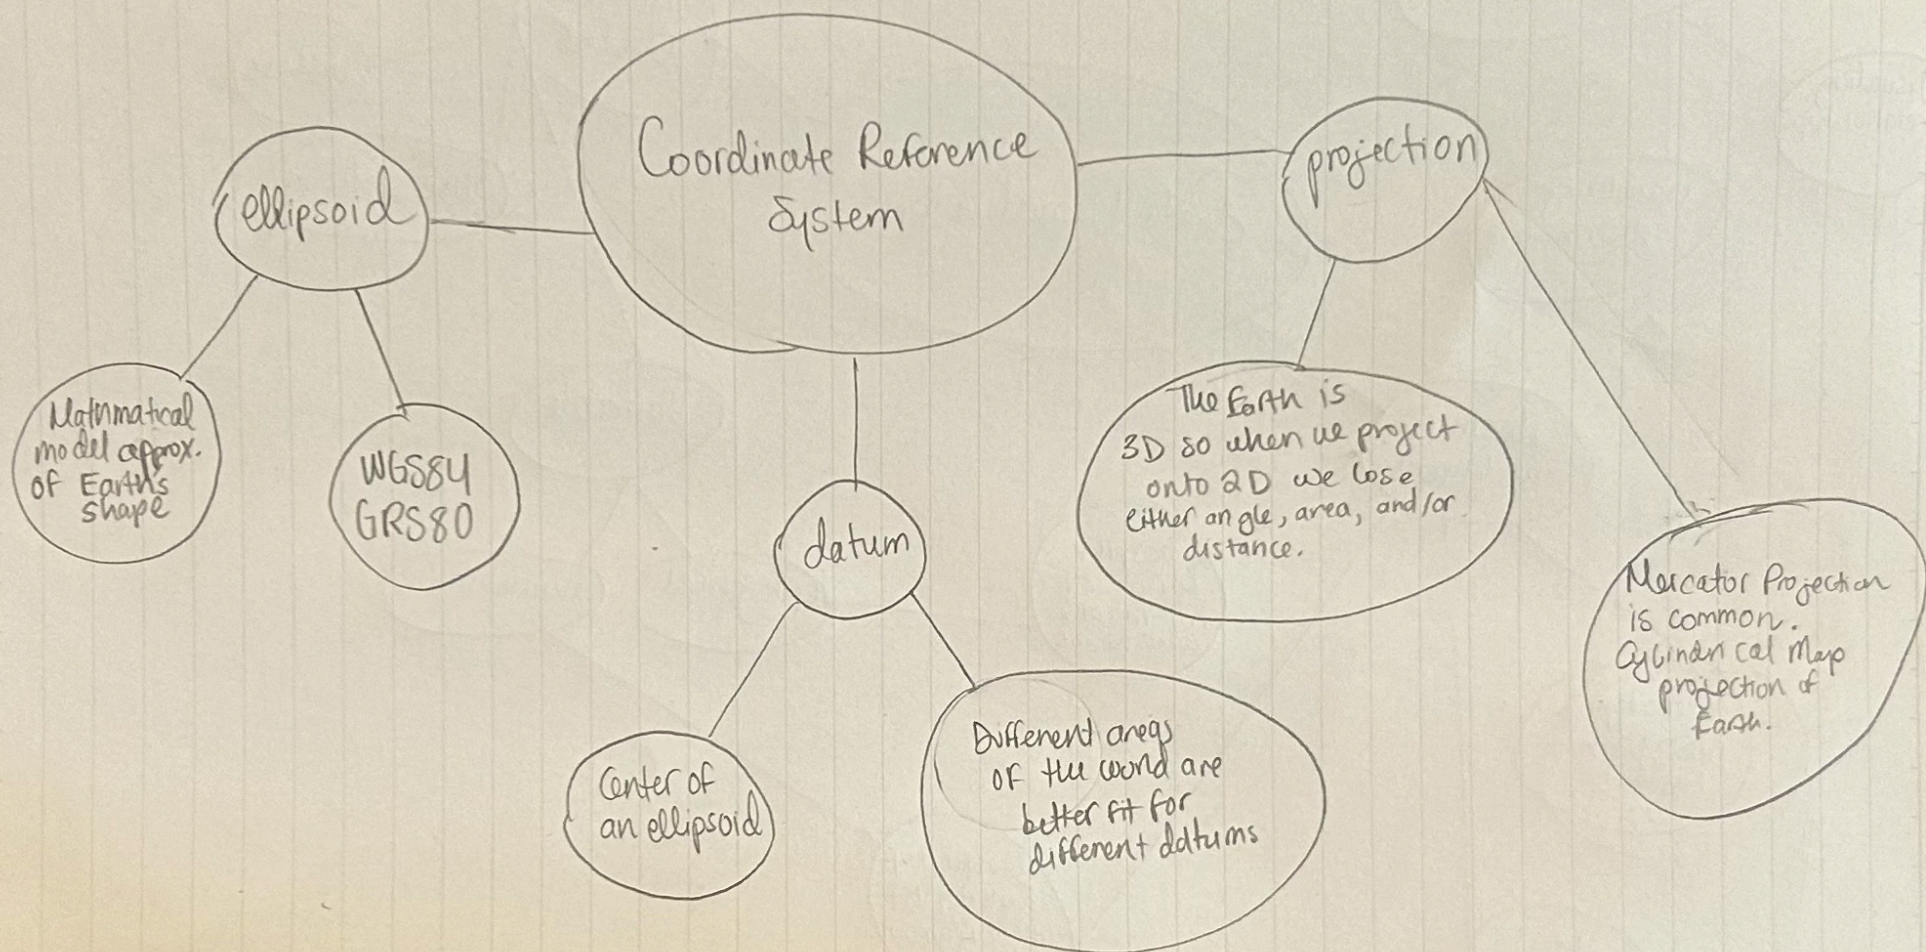 Coordinate Reference
System
ellipsoid
projection
Mathmatical
model approx.
of Earth's
shape
WGS84
GRS80
datum
The Earth is
3D so when we project
onto 2D we lose
either angle, area, and/or
distance.
Mercator Projection
is common.
Cylindrical Map
projection of
Earth.
Center of
an ellipsoid
Different areas
of the world are
better fit for
different datums